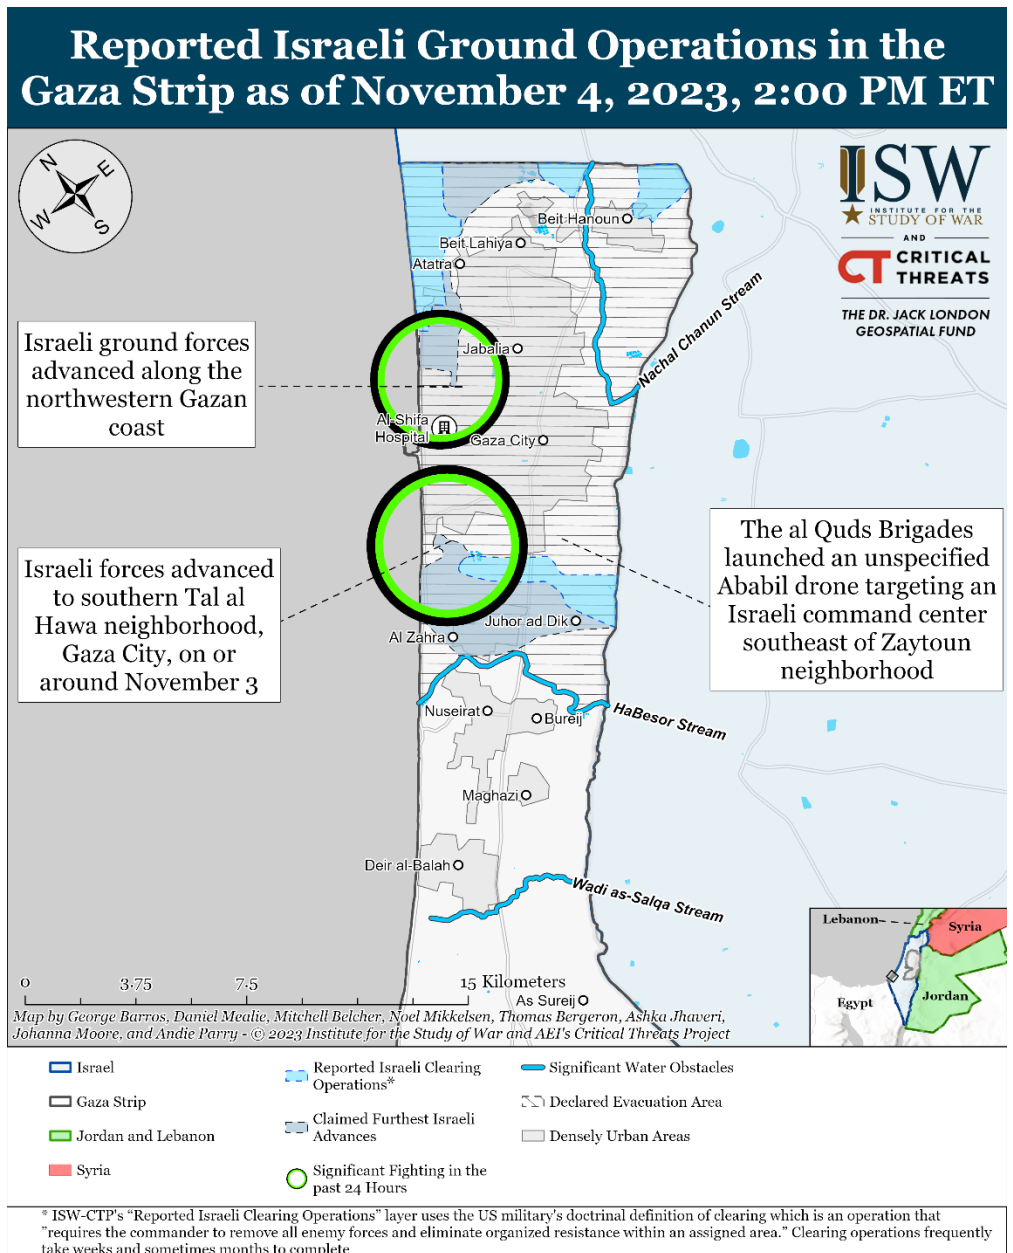 Reported Israeli Ground Operations in the
Gaza Strip as of November 4, 2023, 2:00 PM ET
N
E
W
S
ISW
INSTITUTE FOR THE
STUDY OF WAR
AND
CT CRITICAL
THREATS
THE DR. JACK LONDON
GEOSPATIAL FUND
Beit Hanoun
Beit Lahiya
Atatra
Nachal Chanun Stream
Israeli ground forces
advanced along the
northwestern Gazan
coast
Jabalia
Al-Shifa
Hospital
Gaza City
The al Quds Brigades
launched an unspecified
Ababil drone targeting an
Israeli command center
southeast of Zaytoun
neighborhood
Israeli forces advanced
to southern Tal al
Hawa neighborhood,
Gaza City, on or
around November 3
Juhor ad Dik
Al Zahra
Nuseirat
Bureij
HaBesor Stream
Maghazi
Deir al-Balah
Wadi as-Salqa Stream
Lebanon
Syria
Egypt
Jordan
0 3.75 7.5 15 Kilometers
As Sureij
Map by George Barros, Daniel Mealie, Mitchell Belcher, Noel Mikkelsen, Thomas Bergeron, Ashka Jhaveri,
Johanna Moore, and Andie Parry - © 2023 Institute for the Study of War and AEI's Critical Threats Project
Israel
Gaza Strip
Jordan and Lebanon
Syria
Reported Israeli Clearing
Operations*
Claimed Furthest Israeli
Advances
Significant Fighting in the
past 24 Hours
Significant Water Obstacles
Declared Evacuation Area
Densely Urban Areas
* ISW-CTP's "Reported Israeli Clearing Operations" layer uses the US military's doctrinal definition of clearing which is an operation that
"requires the commander to remove all enemy forces and eliminate organized resistance within an assigned area." Clearing operations frequently
take weeks and sometimes months to complete